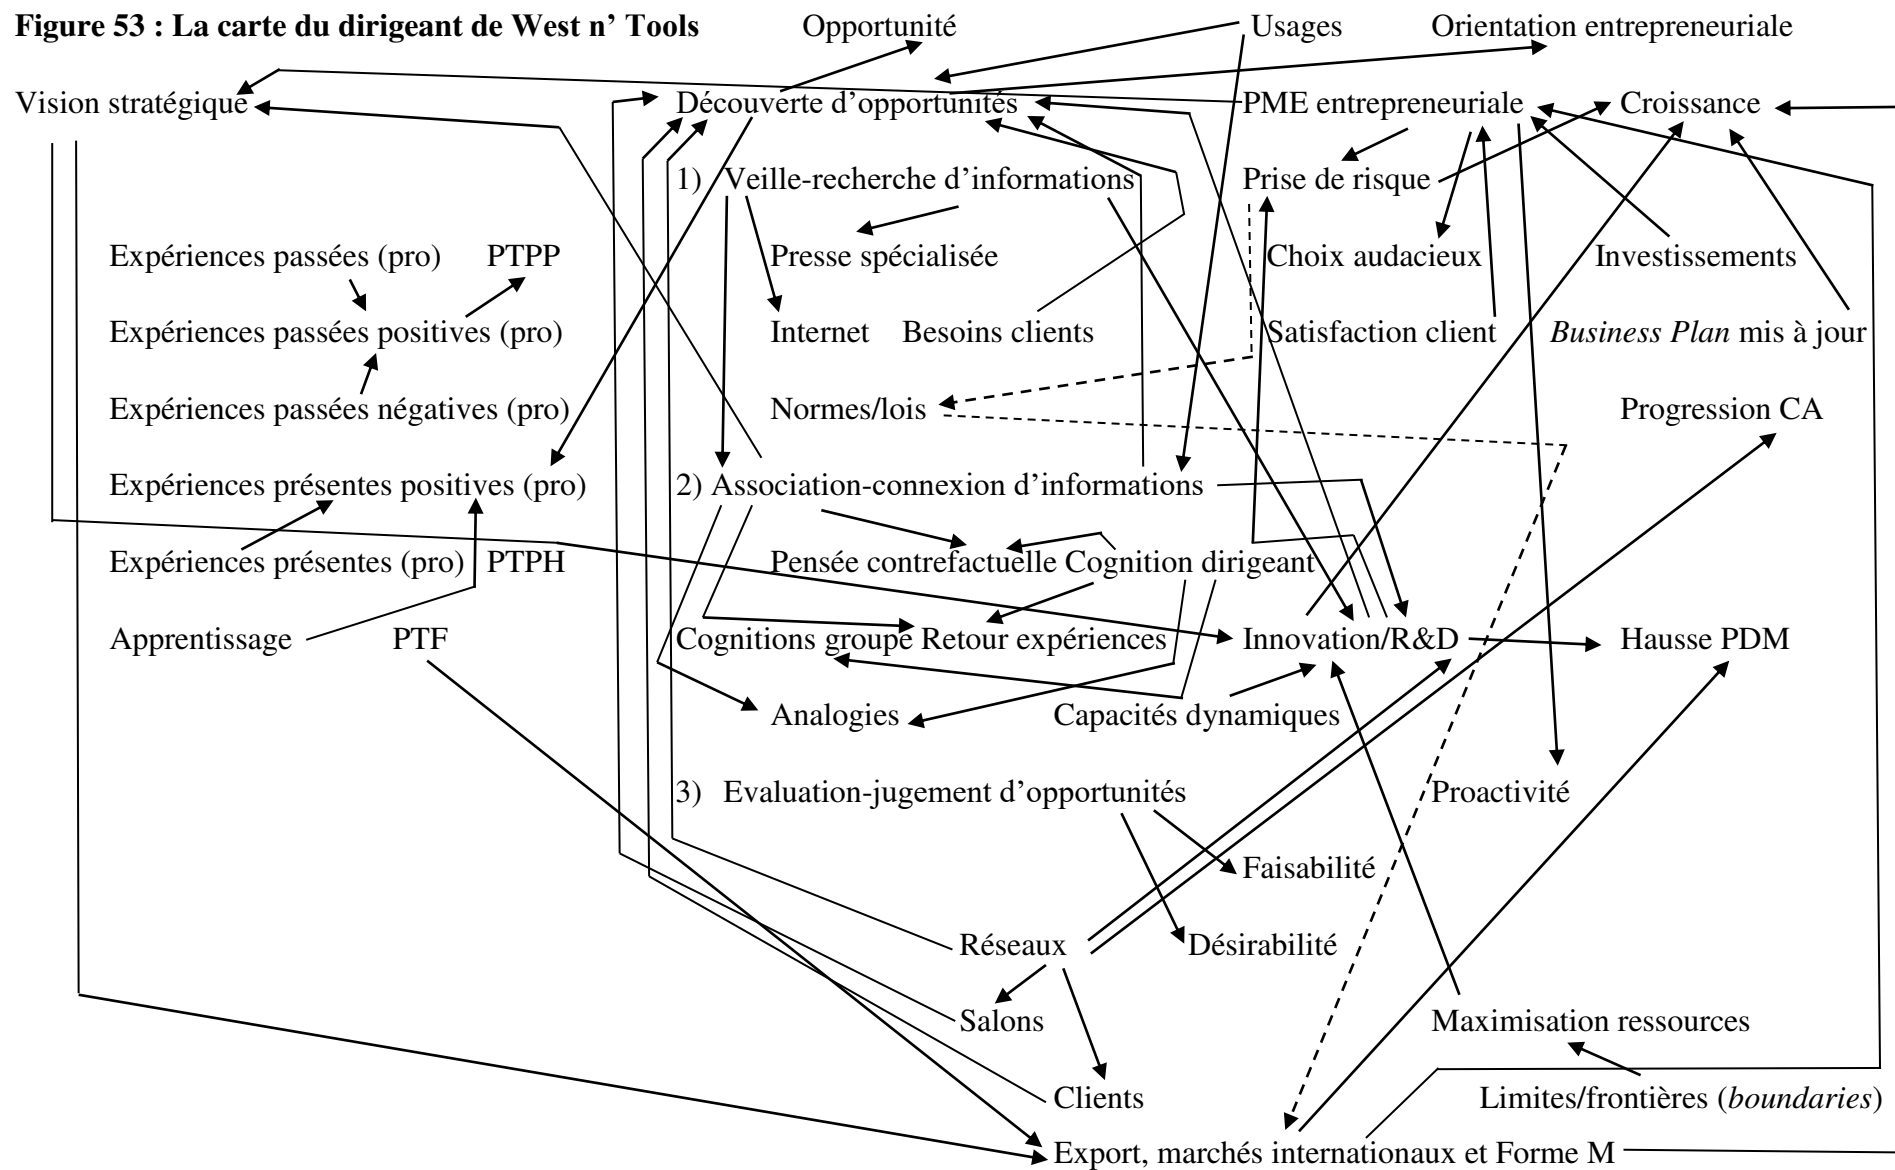 Figure 53 : La carte du dirigeant de West n’ Tools Opportunité Usages Orientation entrepreneuriale
Vision stratégique Découverte d’opportunités PME entrepreneuriale Croissance
1) Veille-recherche d’informations Prise de risque
Expériences passées (pro) PTPP Presse spécialisée Choix audacieux Investissements
Expériences passées positives (pro) Internet Besoins clients Satisfaction client Business Plan mis à jour
Expériences passées négatives (pro) Normes/lois Progression CA
Expériences présentes positives (pro) 2) Association-connexion d’informations
Expériences présentes (pro) PTPH Pensée contrefactuelle Cognition dirigeant
Apprentissage PTF Cognitions groupe Retour expériences Innovation/R&D Hausse PDM
Analogies Capacités dynamiques
3) Evaluation-jugement d’opportunités Proactivité
Faisabilité
Réseaux Désirabilité
Salons Maximisation ressources
Clients Limites/frontières (boundaries)
Export, marchés internationaux et Forme M